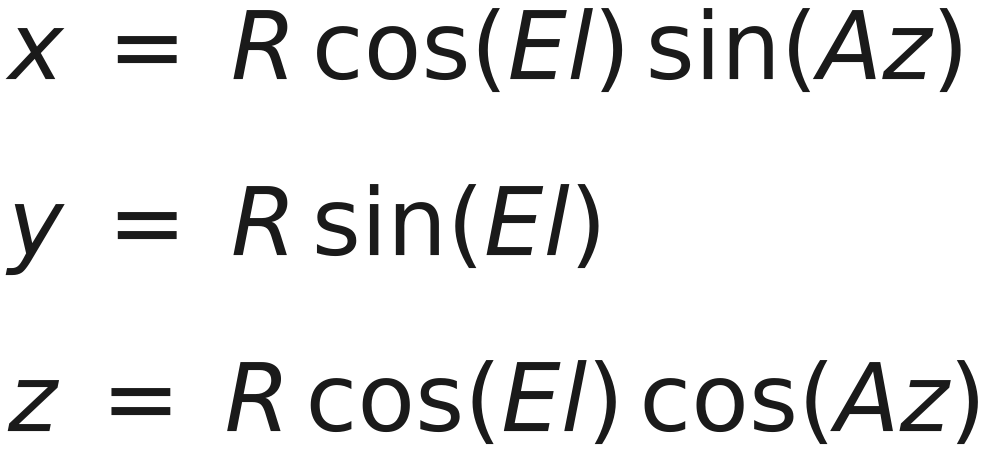 x = R cos(El) sin(Az)
y = R sin(El)
z = R cos(El) cos(Az)